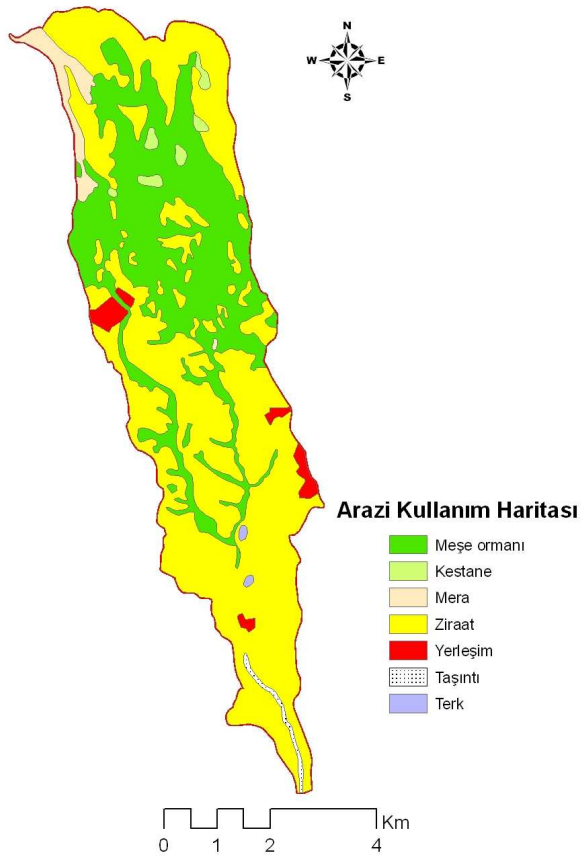 N
W E
S
Arazi Kullanım Haritası
Meşe ormanı
Kestane
Mera
Ziraat
Yerleşim
Taşıntı
Terk
Km
0 1 2 4